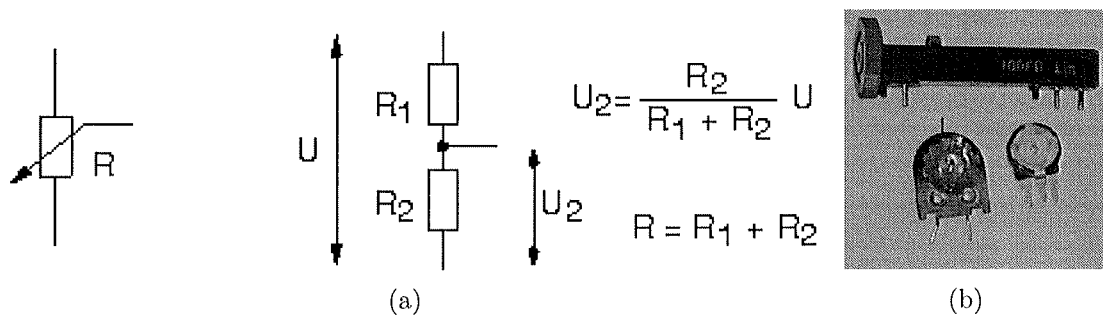 R
U
R1
R2
U2
U2 = R2 / (R1 + R2) U
R = R1 + R2
(a)
(b)